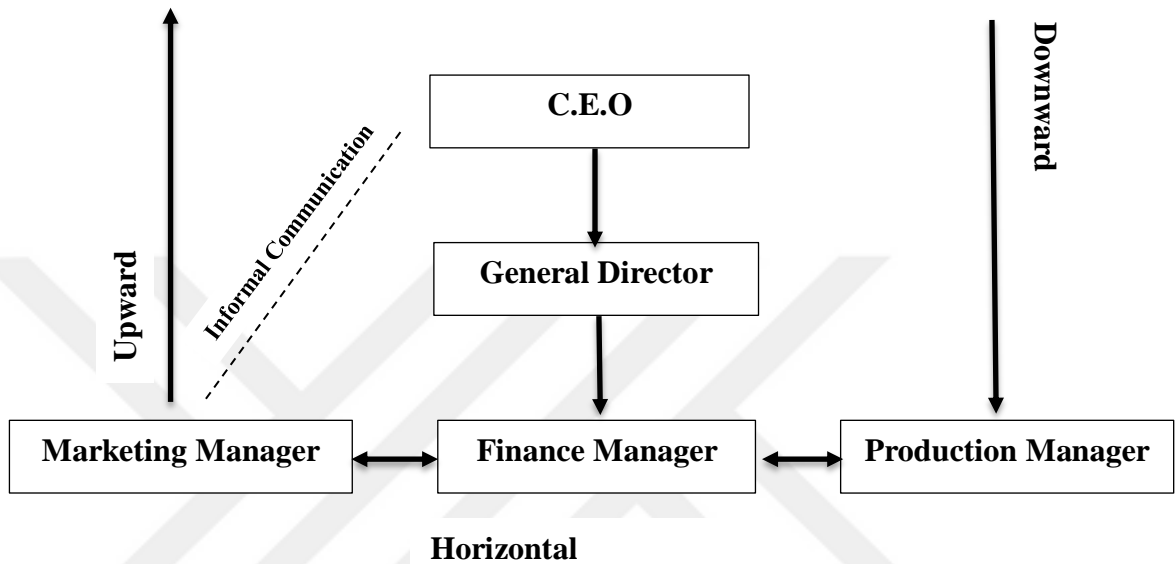 Downward
C.E.O
Informal Communication
General Director
Upward
Marketing Manager
Finance Manager
Production Manager
Horizontal